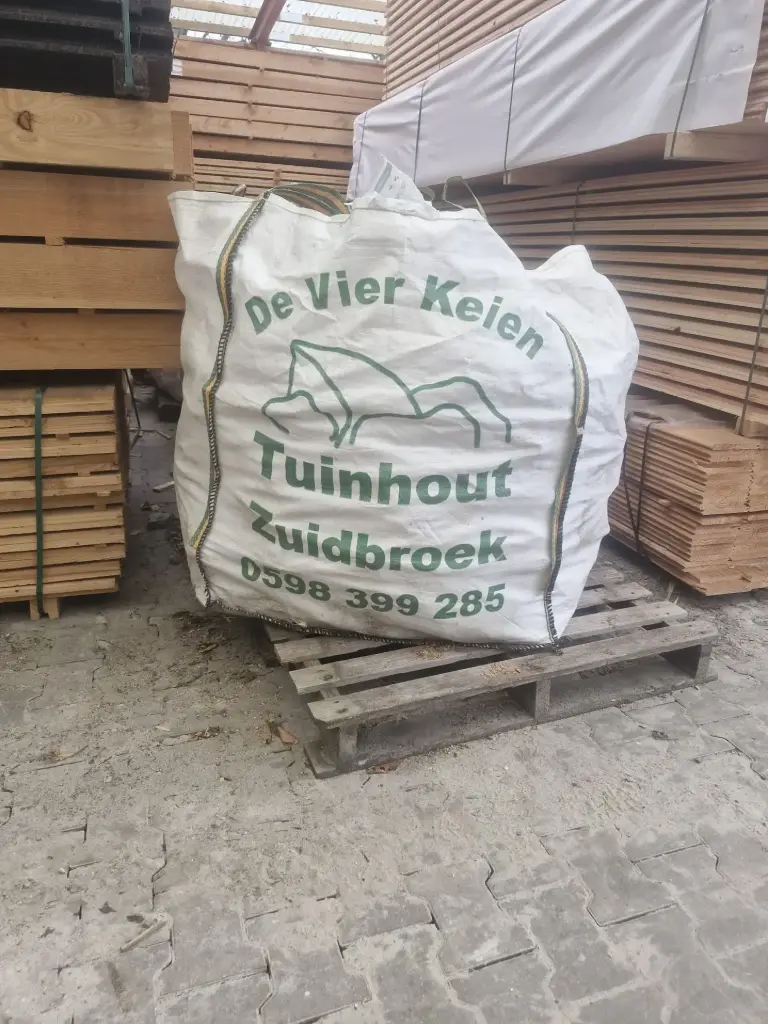 De Vier Keien
Tuinhout
Zuidbroek
0598 399 285